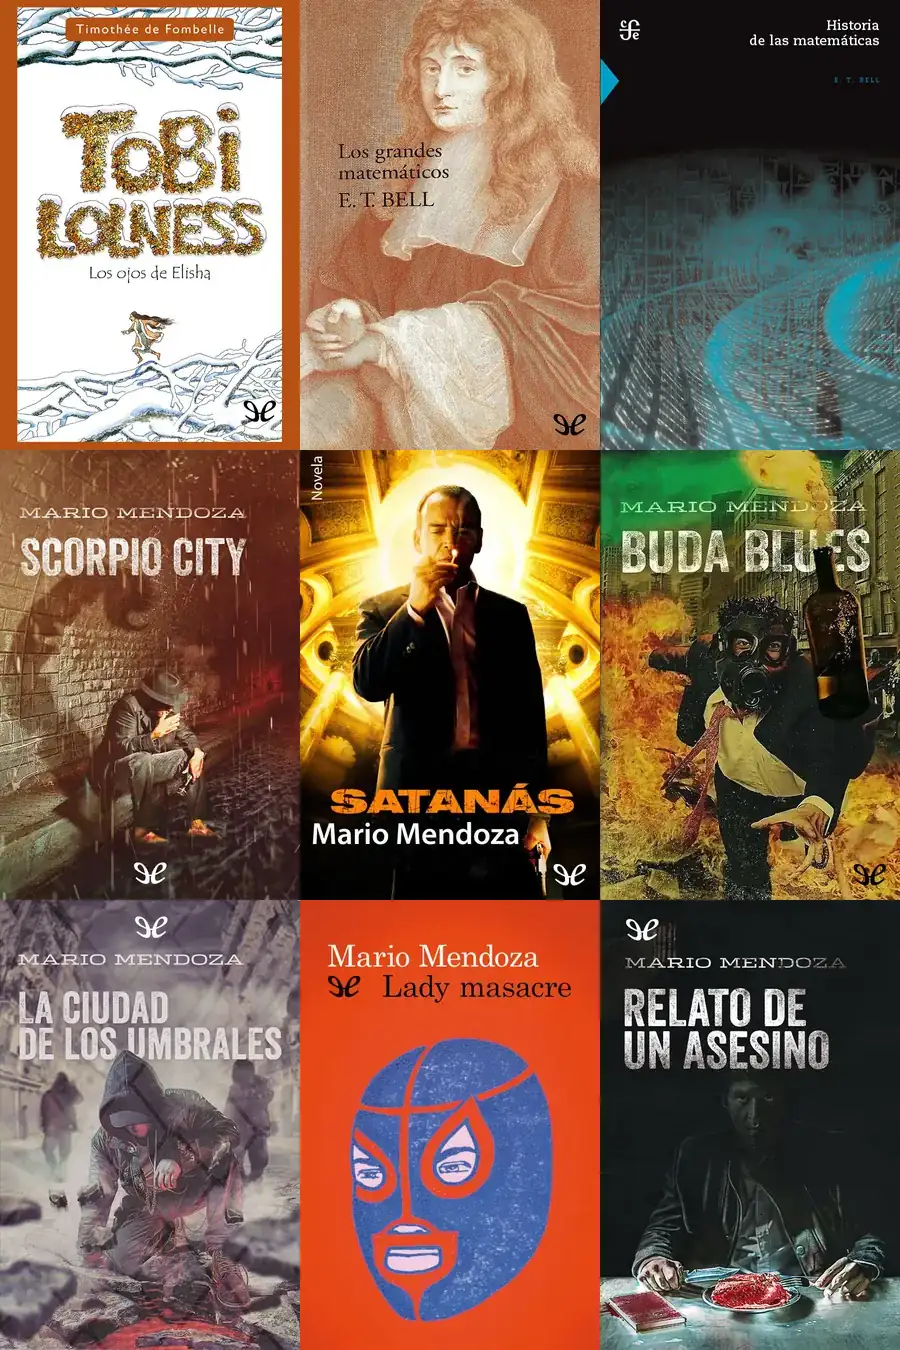 Timothée de Fombelle
ToBi
LOLNESS
Los ojos de Elisha
Los grandes
matemáticos
E. T. BELL
Historia
de las matemáticas
E. T. BELL
MARIO MENDOZA
SCORPIO CITY
Novela
SATANÁS
Mario Mendoza
MARIO MENDOZA
BUDA BLUES
MARIO MENDOZA
LA CIUDAD
DE LOS UMBRALES
Mario Mendoza
Lady masacre
MARIO MENDOZA
RELATO DE
UN ASESINO